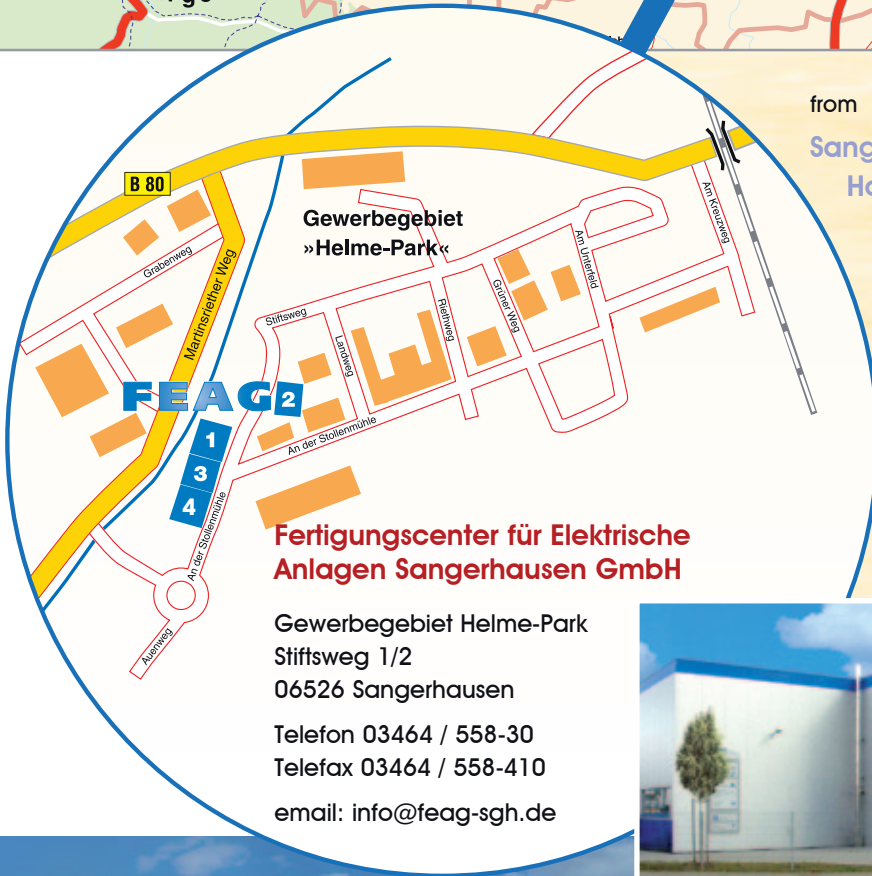 from
B 80
Gewerbegebiet
»Helme-Park«
Am Kreuzweg
Grabenweg
Martinsriether Weg
Am Unterfeld
Grüner Weg
Riethweg
Stiftsweg
Landweg
FEAG 2
1
3
4
An der Stollenmühle
An der Stollenmühle
Auenweg
Fertigungscenter für Elektrische
Anlagen Sangerhausen GmbH
Gewerbegebiet Helme-Park
Stiftsweg 1/2
06526 Sangerhausen
Telefon 03464 / 558-30
Telefax 03464 / 558-410
email: info@feag-sgh.de